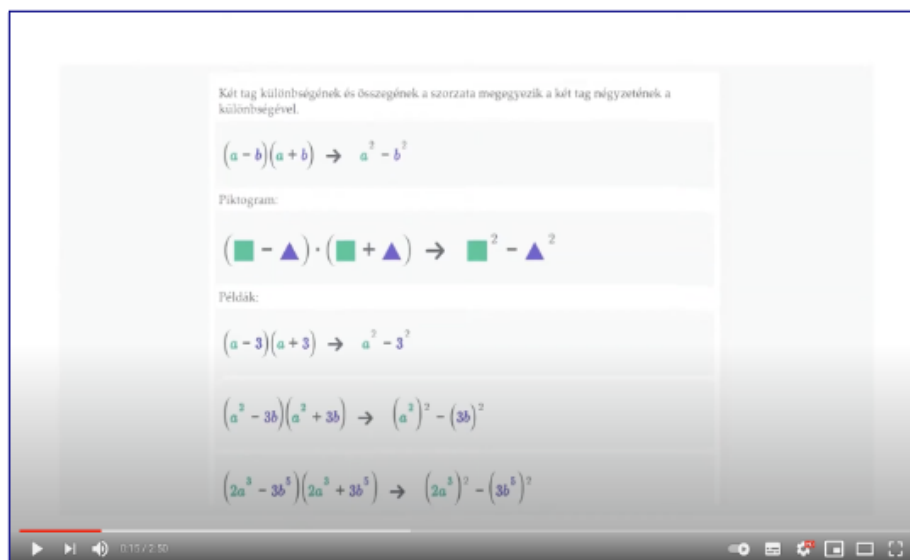 Két tag különbségének és összegének a szorzata megegyezik a két tag négyzetének a
különbségével.
(a - b)(a + b) → a² - b²
Piktogram:
(■ - ▲) · (■ + ▲) → ■² - ▲²
Példák:
(a - 3)(a + 3) → a² - 3²
(a² - 3b)(a² + 3b) → (a²)² - (3b)²
(2a³ - 3b⁵)(2a³ + 3b⁵) → (2a³)² - (3b⁵)²
0:15 / 2:50